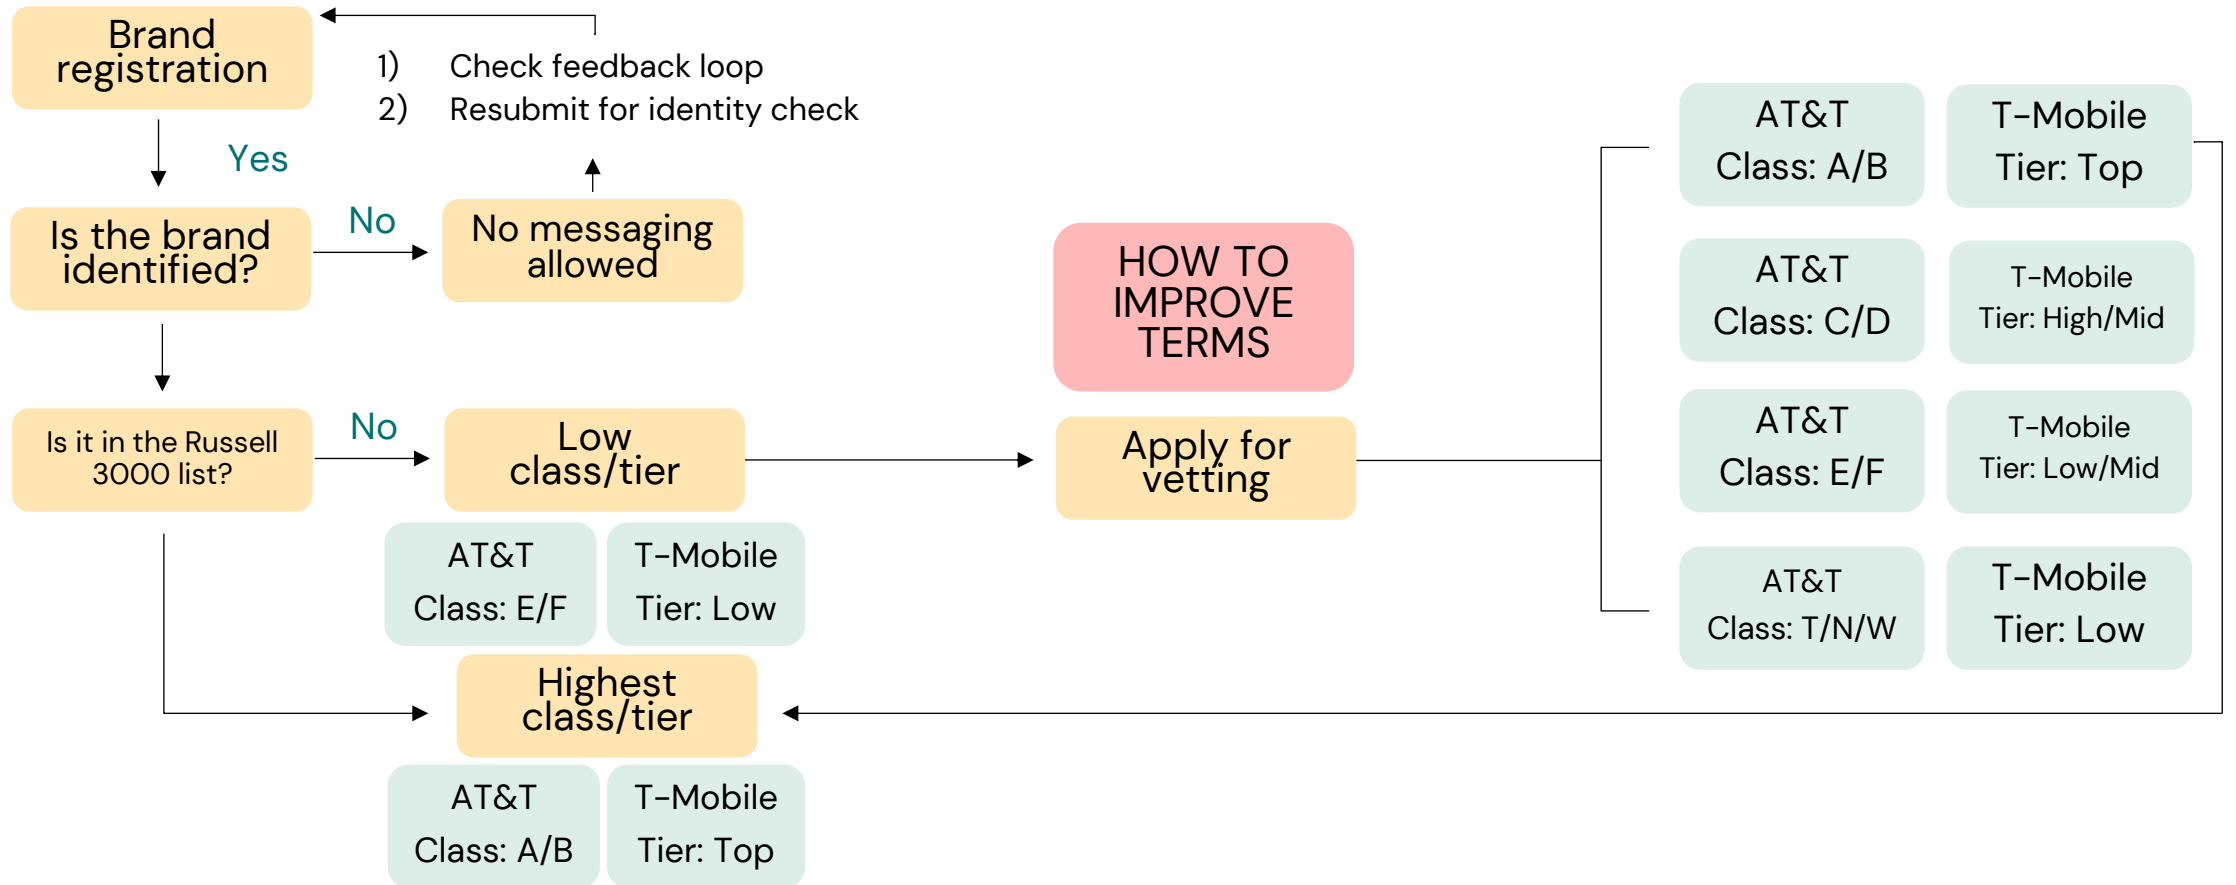 Brand
registration
1) Check feedback loop
2) Resubmit for identity check
Yes
Is the brand
identified?
No
No messaging
allowed
HOW TO
IMPROVE
TERMS
Is it in the Russell
3000 list?
No
Low
class/tier
Apply for
vetting
AT&T
Class: E/F
T-Mobile
Tier: Low
Highest
class/tier
AT&T
Class: A/B
T-Mobile
Tier: Top
AT&T
Class: A/B
T-Mobile
Tier: Top
AT&T
Class: C/D
T-Mobile
Tier: High/Mid
AT&T
Class: E/F
T-Mobile
Tier: Low/Mid
AT&T
Class: T/N/W
T-Mobile
Tier: Low